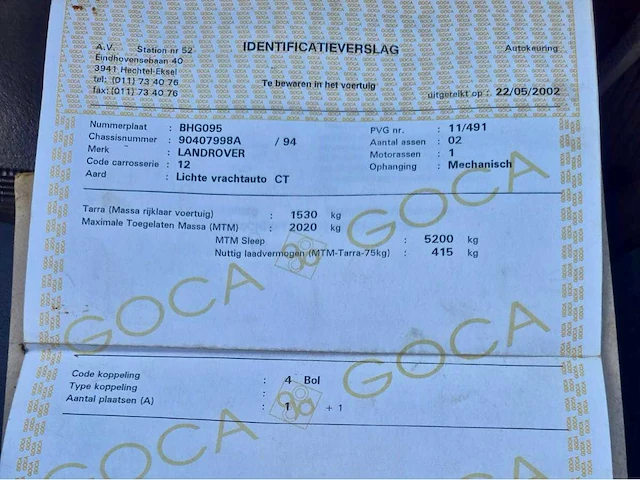 IDENTIFICATIEVERSLAG
A.V. Station nr 52
Eindhovensebaan 40
3941 Hechtel-Eksel
tel: (011) 73 40 76
fax: (011) 73 40 76
Autokeuring
Te bewaren in het voertuig
uitgereikt op : 22/05/2002
Nummerplaat : BHG095
Chassisnummer : 90407998A / 94
Merk " : LANDROVER
Code carrosserie : 12
Aard : Lichte vrachtauto CT
PVG nr. : 11/491
Aantal assen : 02
Motorassen : 1
Ophanging : Mechanisch
Tarra (Massa rijklaar voertuig) : 1530 kg
Maximale Toegelaten Massa (MTM) : 2020 kg
MTM Sleep : 5200 kg
Nuttig laadvermogen (MTM-Tarra-75kg) : 415 kg
GOCA
GOCA
Code koppeling : 4 Bol
Type koppeling :
Aantal plaatsen (A) : 1 + 1
GOCA
GOCA
GOCA
GOCA